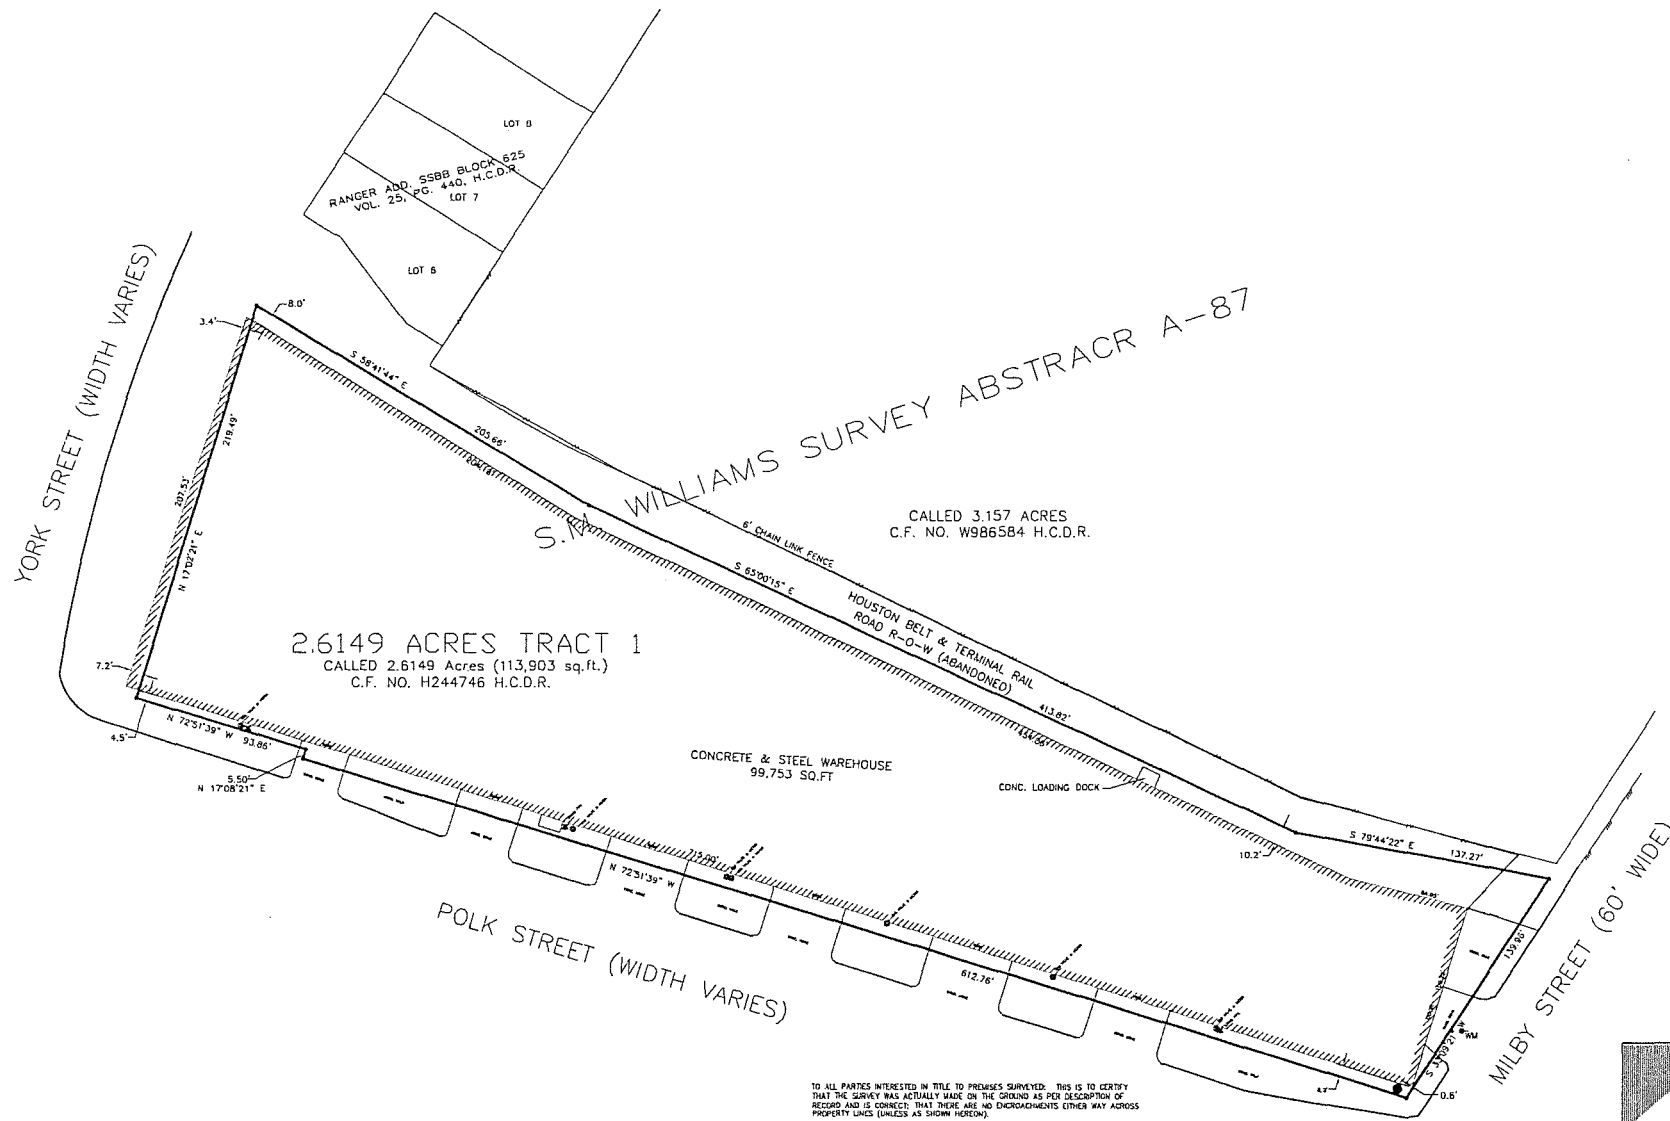 LOT 8
RANGER ADD. SSBB BLOCK 625
VOL. 25, PG. 440, H.C.D.R.
LOT 7
LOT 6
YORK STREET (WIDTH VARIES)
8.0'
3.4'
S 58°41'44" E
205.66'
219.49'
207.53'
N 17°02'21" E
S.M. WILLIAMS SURVEY ABSTRACR A-87
CALLED 3.157 ACRES
C.F. NO. W986584 H.C.D.R.
6' CHAIN LINK FENCE
S 65°00'15" E
HOUSTON BELT & TERMINAL RAIL
ROAD R-O-W (ABANDONED)
413.82'
2.6149 ACRES TRACT 1
CALLED 2.6149 Acres (113,903 sq.ft.)
C.F. NO. H244746 H.C.D.R.
7.2'
4.5'
N 72°51'39" W 93.86'
5.50'
N 17°08'21" E
CONCRETE & STEEL WAREHOUSE
99,753 SQ.FT
CONC. LOADING DOCK
10.2'
S 79°44'22" E
137.27'
139.96'
715.00'
N 72°51'39" W
612.76'
POLK STREET (WIDTH VARIES)
MILBY STREET (60' WIDE)
WM
0.6'
TO ALL PARTIES INTERESTED IN TITLE TO PREMISES SURVEYED: THIS IS TO CERTIFY
THAT THE SURVEY WAS ACTUALLY MADE ON THE GROUND AS PER DESCRIPTION OF
RECORD AND IS CORRECT; THAT THERE ARE NO ENCROACHMENTS EITHER WAY ACROSS
PROPERTY LINES (UNLESS AS SHOWN HEREON).